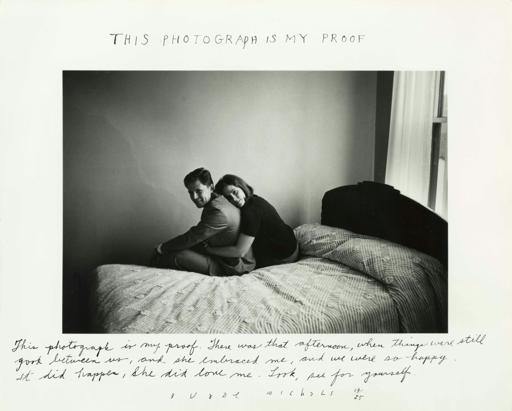 THIS PHOTOGRAPH IS MY PROOF
This photograph is my proof. There was that afternoon, when things were still
good between us, and she embraced me, and we were so happy.
It did happen, She did love me. Look, see for yourself
DUANE MICHALS 19/25